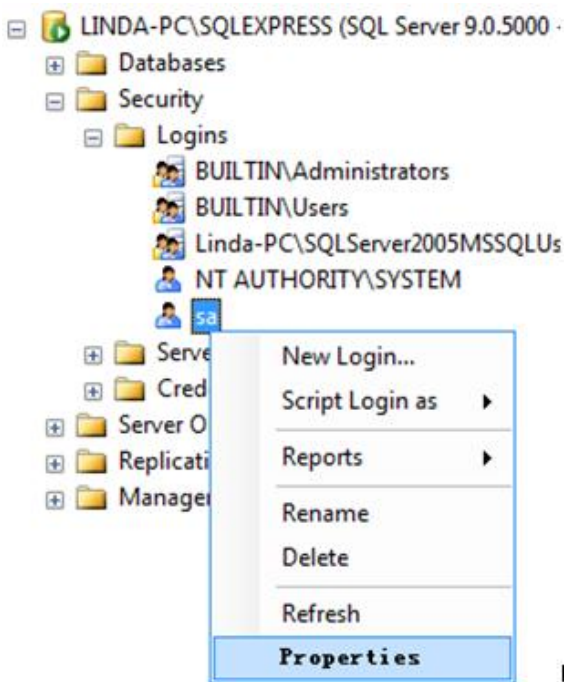 LINDA-PC\SQLEXPRESS (SQL Server 9.0.5000 -
Databases
Security
Logins
BUILTIN\Administrators
BUILTIN\Users
Linda-PC\SQLServer2005MSSQLUs
NT AUTHORITY\SYSTEM
sa
Serve
Cred
Server O
Replicati
Manage
New Login...
Script Login as
Reports
Rename
Delete
Refresh
Properties